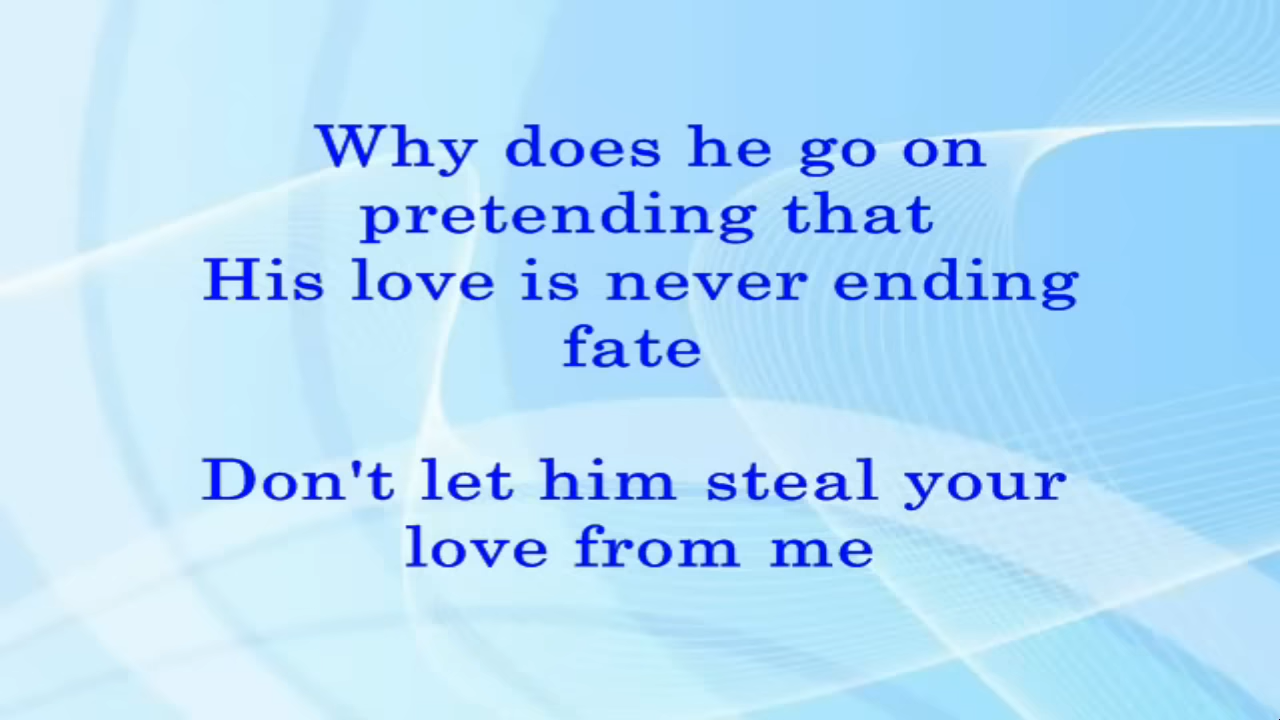 Why does he go on
pretending that
His love is never ending
fate
Don't let him steal your
love from me